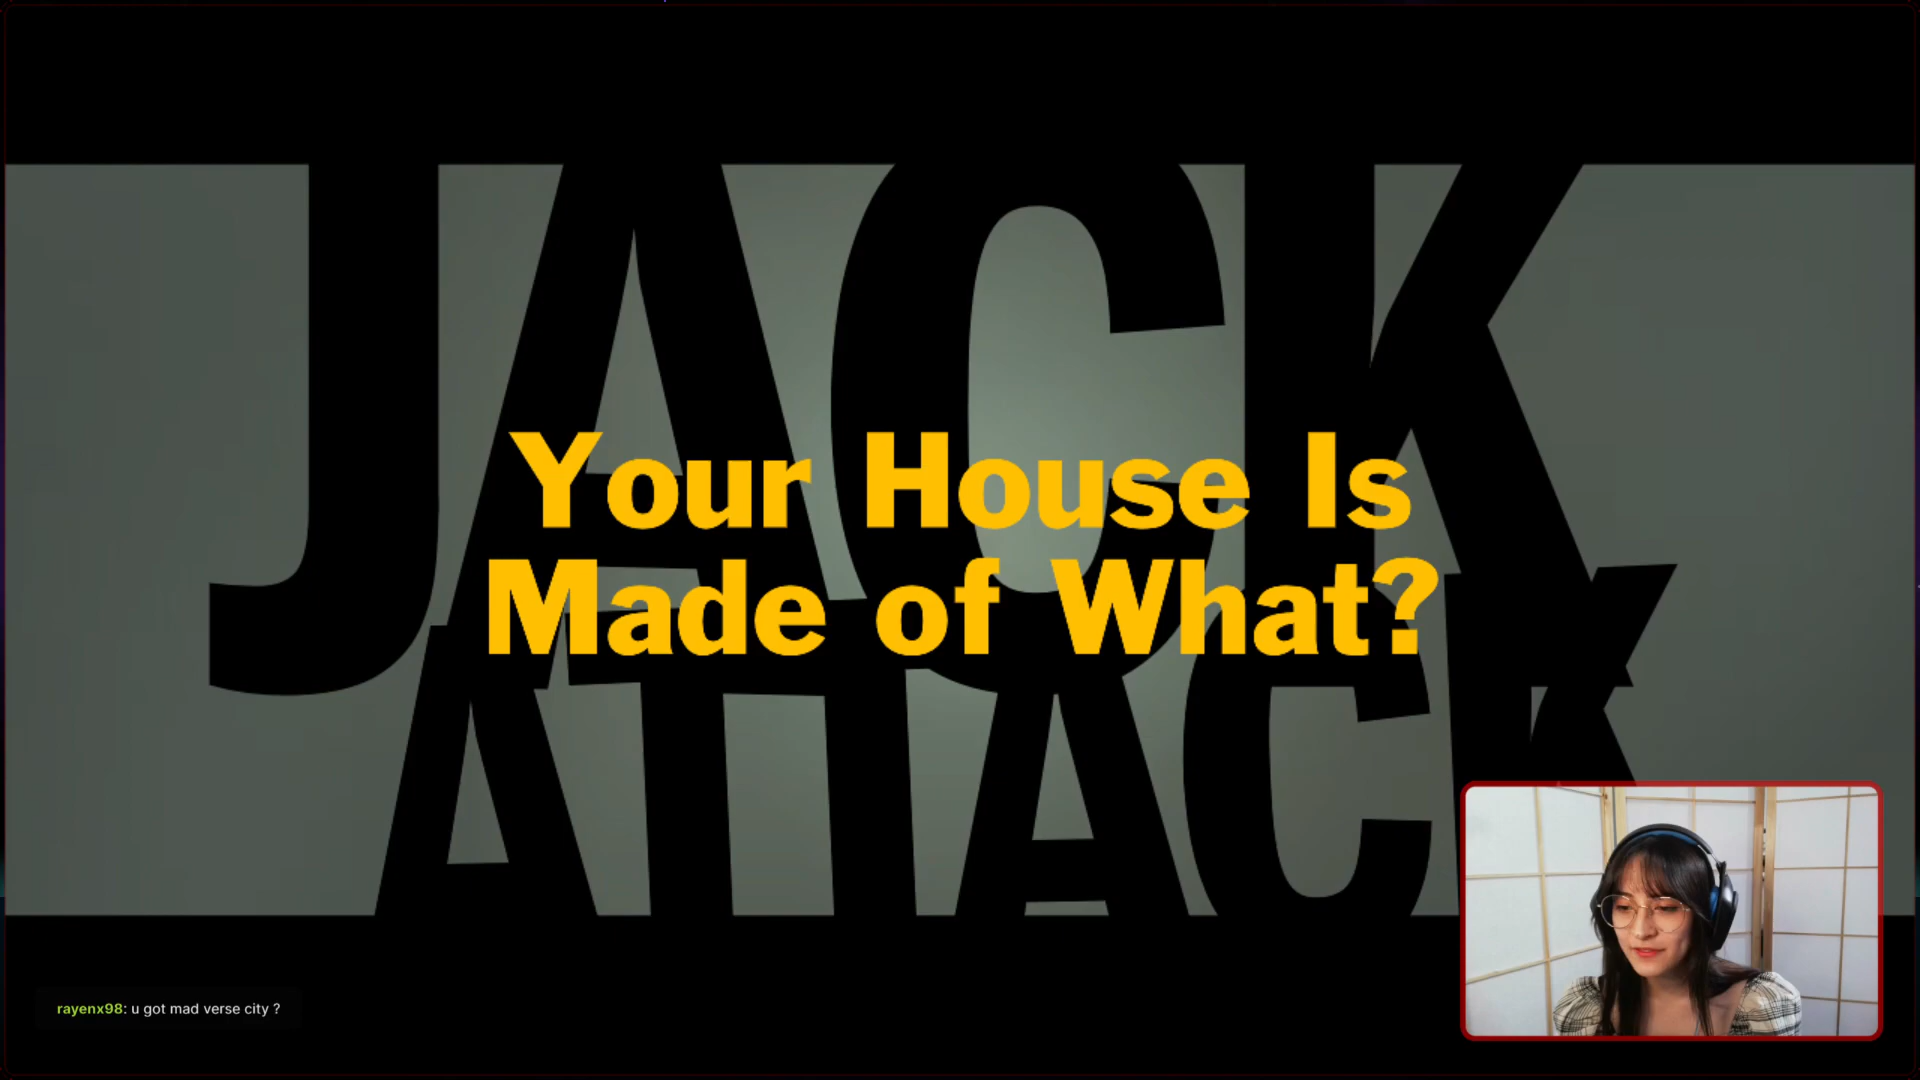 JACK
ATTACK
Your House Is
Made of What?
rayenx98: u got mad verse city ?